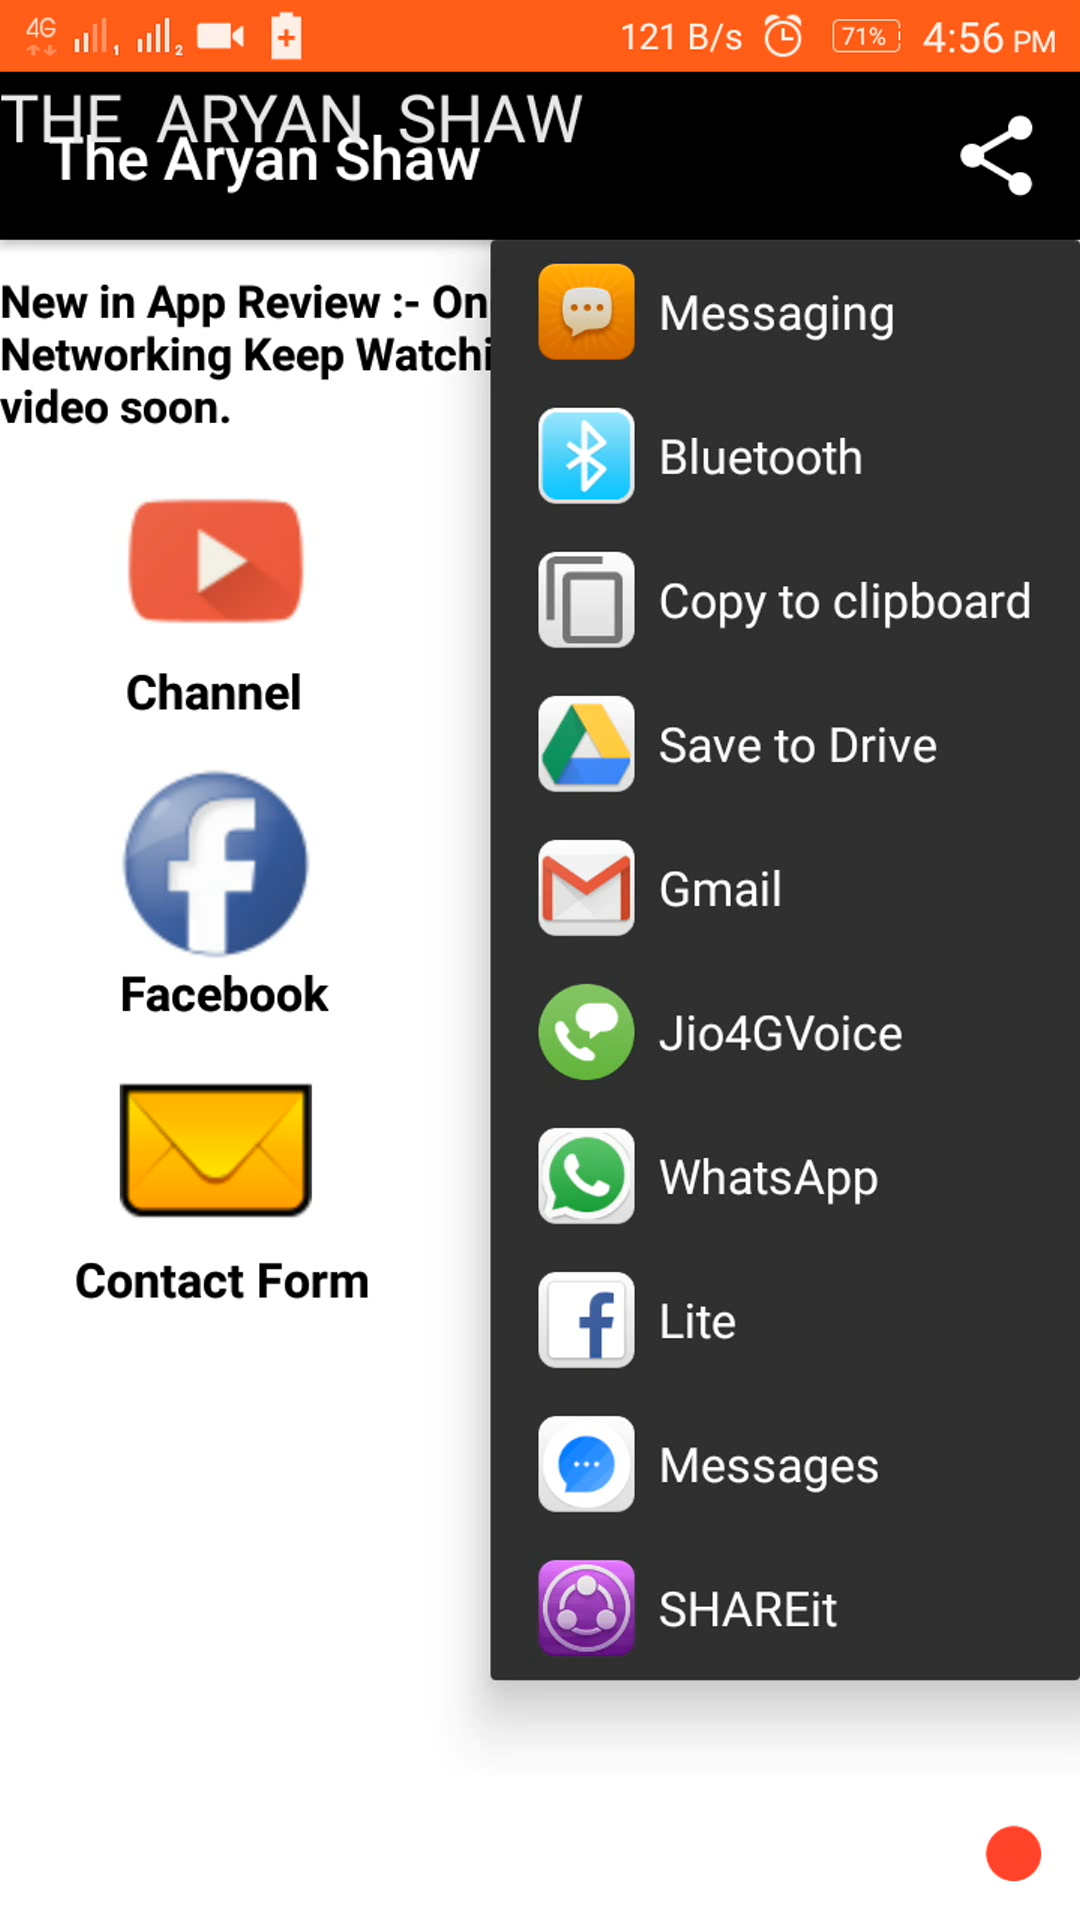 4G 1 2 121 B/s 71% 4:56 PM
THE ARYAN SHAW
The Aryan Shaw
New in App Review :- On
Networking Keep Watchi
video soon.
Channel
Facebook
Contact Form
Messaging
Bluetooth
Copy to clipboard
Save to Drive
Gmail
Jio4GVoice
WhatsApp
Lite
Messages
SHAREit